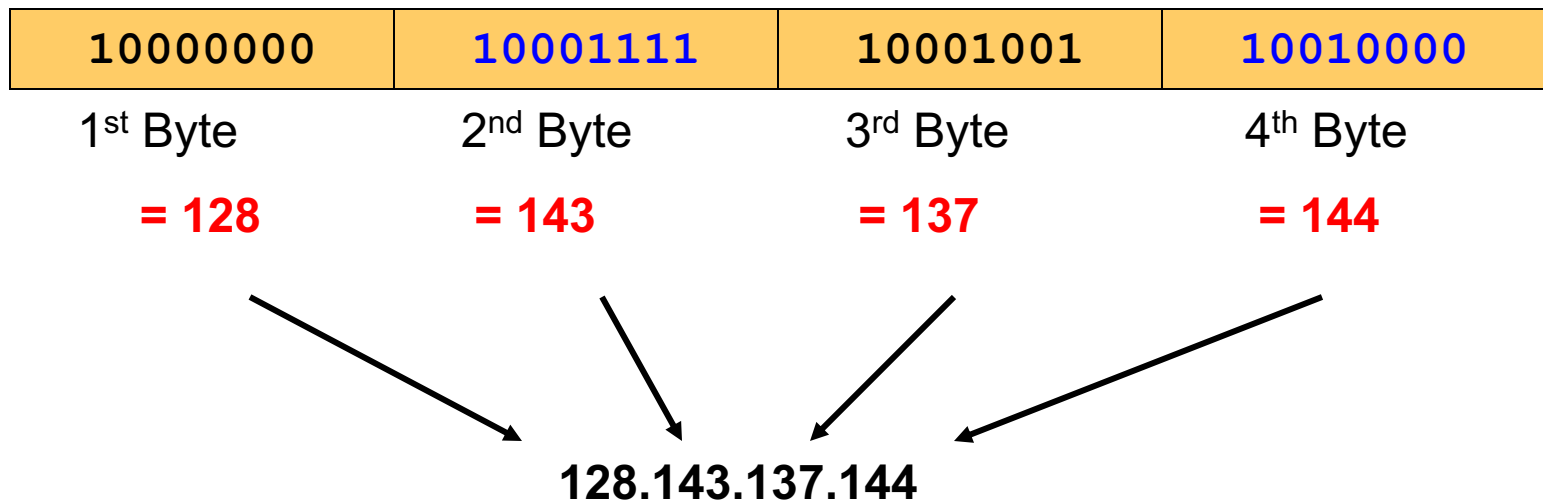 10000000 10001111 10001001 10010000
1st Byte 2nd Byte 3rd Byte 4th Byte
= 128 = 143 = 137 = 144
128.143.137.144